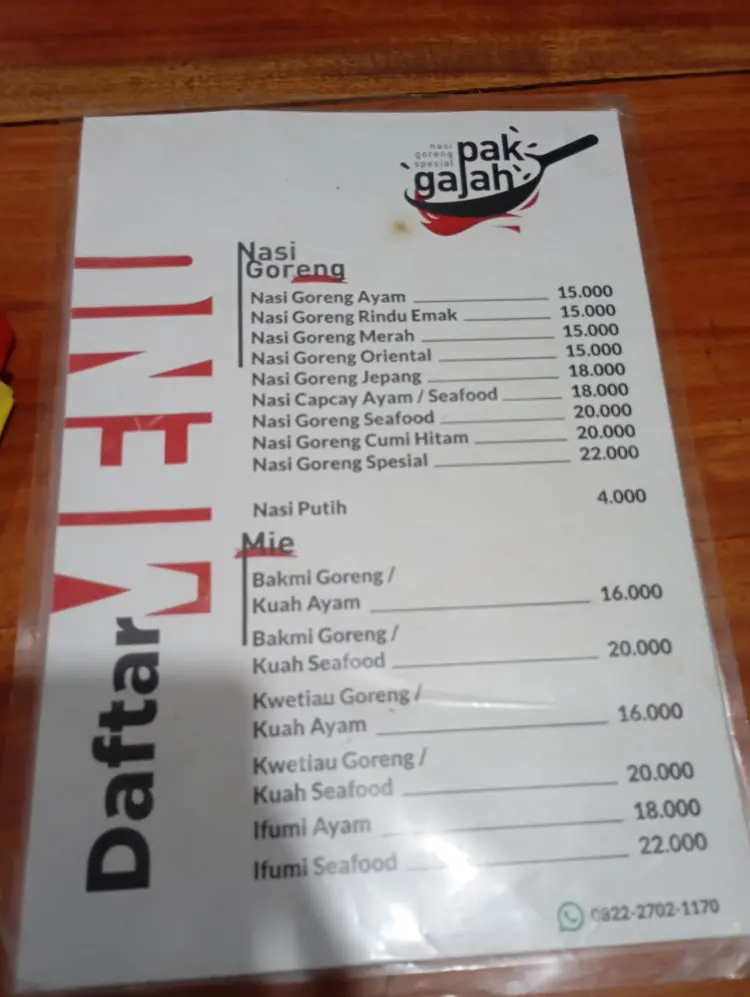 nasi
goreng
spesial
pak
gajah
Daftar MENU
Nasi
Goreng
Nasi Goreng Ayam 15.000
Nasi Goreng Rindu Emak 15.000
Nasi Goreng Merah 15.000
Nasi Goreng Oriental 15.000
Nasi Goreng Jepang 18.000
Nasi Capcay Ayam / Seafood 18.000
Nasi Goreng Seafood 20.000
Nasi Goreng Cumi Hitam 20.000
Nasi Goreng Spesial 22.000
Nasi Putih 4.000
Mie
Bakmi Goreng /
Kuah Ayam 16.000
Bakmi Goreng /
Kuah Seafood 20.000
Kwetiau Goreng /
Kuah Ayam 16.000
Kwetiau Goreng /
Kuah Seafood 20.000
Ifumi Ayam 18.000
Ifumi Seafood 22.000
0822-2702-1170